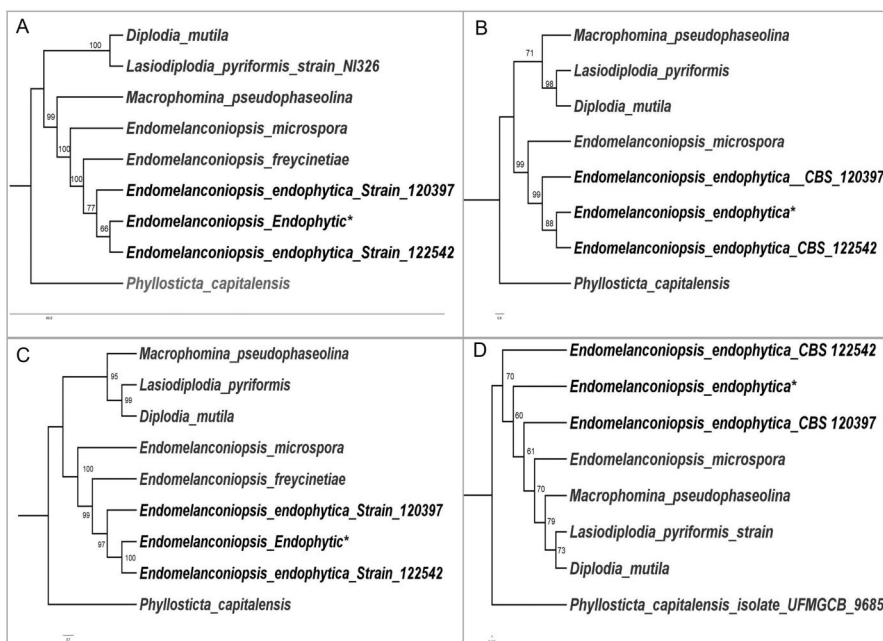 A
Diplodia_mutila
100
Lasiodiplodia_pyriformis_strain_NI326
Macrophomina_pseudophaseolina
99
Endomelanconiopsis_microspora
100
Endomelanconiopsis_freycinetiae
100
Endomelanconiopsis_endophytica_Strain_120397
77
Endomelanconiopsis_Endophytic*
66
Endomelanconiopsis_endophytica_Strain_122542
Phyllosticta_capitalensis
B
Macrophomina_pseudophaseolina
71
Lasiodiplodia_pyriformis
98
Diplodia_mutila
Endomelanconiopsis_microspora
99
Endomelanconiopsis_endophytica__CBS_120397
99
Endomelanconiopsis_endophytica*
88
Endomelanconiopsis_endophytica_CBS_122542
Phyllosticta_capitalensis
C
Macrophomina_pseudophaseolina
95
Lasiodiplodia_pyriformis
99
Diplodia_mutila
Endomelanconiopsis_microspora
100
Endomelanconiopsis_freycinetiae
99
Endomelanconiopsis_endophytica_Strain_120397
97
Endomelanconiopsis_Endophytic*
100
Endomelanconiopsis_endophytica_Strain_122542
Phyllosticta_capitalensis
D
Endomelanconiopsis_endophytica_CBS 122542
70
Endomelanconiopsis_endophytica*
60
Endomelanconiopsis_endophytica_CBS 120397
61
Endomelanconiopsis_microspora
70
Macrophomina_pseudophaseolina
79
Lasiodiplodia_pyriformis_strain
73
Diplodia_mutila
Phyllosticta_capitalensis_isolate_UFMGCB_9685